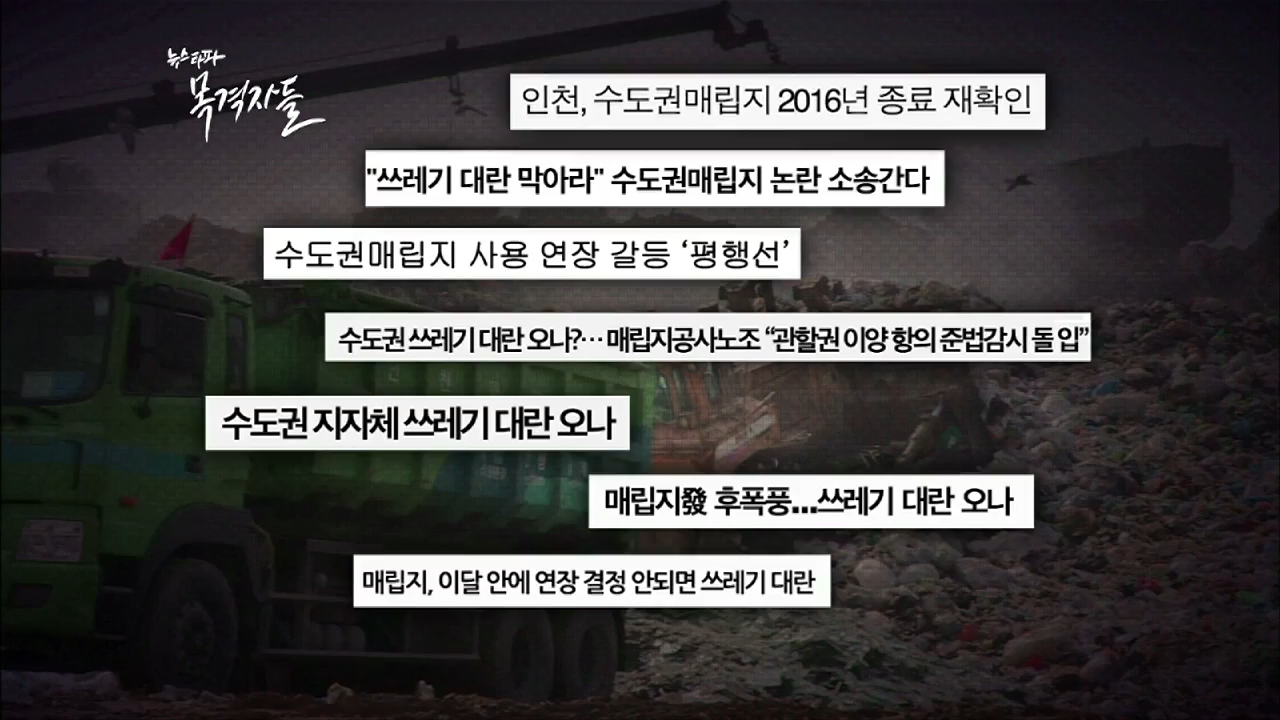 뉴스타파
목격자들
인천, 수도권매립지 2016년 종료 재확인
"쓰레기 대란 막아라" 수도권매립지 논란 소송간다
수도권매립지 사용 연장 갈등 ‘평행선’
수도권 쓰레기 대란 오나?… 매립지공사노조 “관할권 이양 항의 준법감시 돌입”
수도권 지자체 쓰레기 대란 오나
매립지發 후폭풍...쓰레기 대란 오나
매립지, 이달 안에 연장 결정 안되면 쓰레기 대란